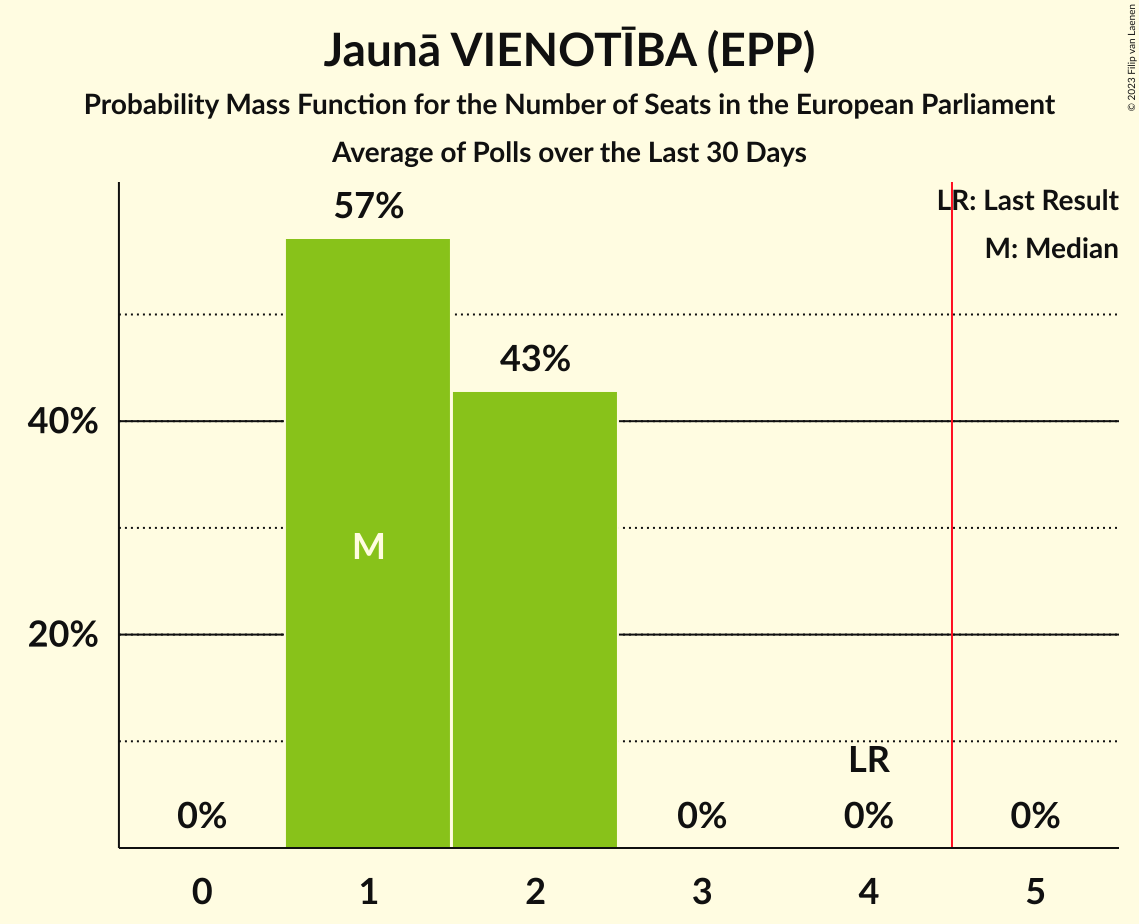 Jaunā VIENOTĪBA (EPP)
Probability Mass Function for the Number of Seats in the European Parliament
Average of Polls over the Last 30 Days
© 2023 Filip van Laenen
LR: Last Result
M: Median
57%
43%
40%
20%
M
LR
0%
0%
0%
0%
0
1
2
3
4
5